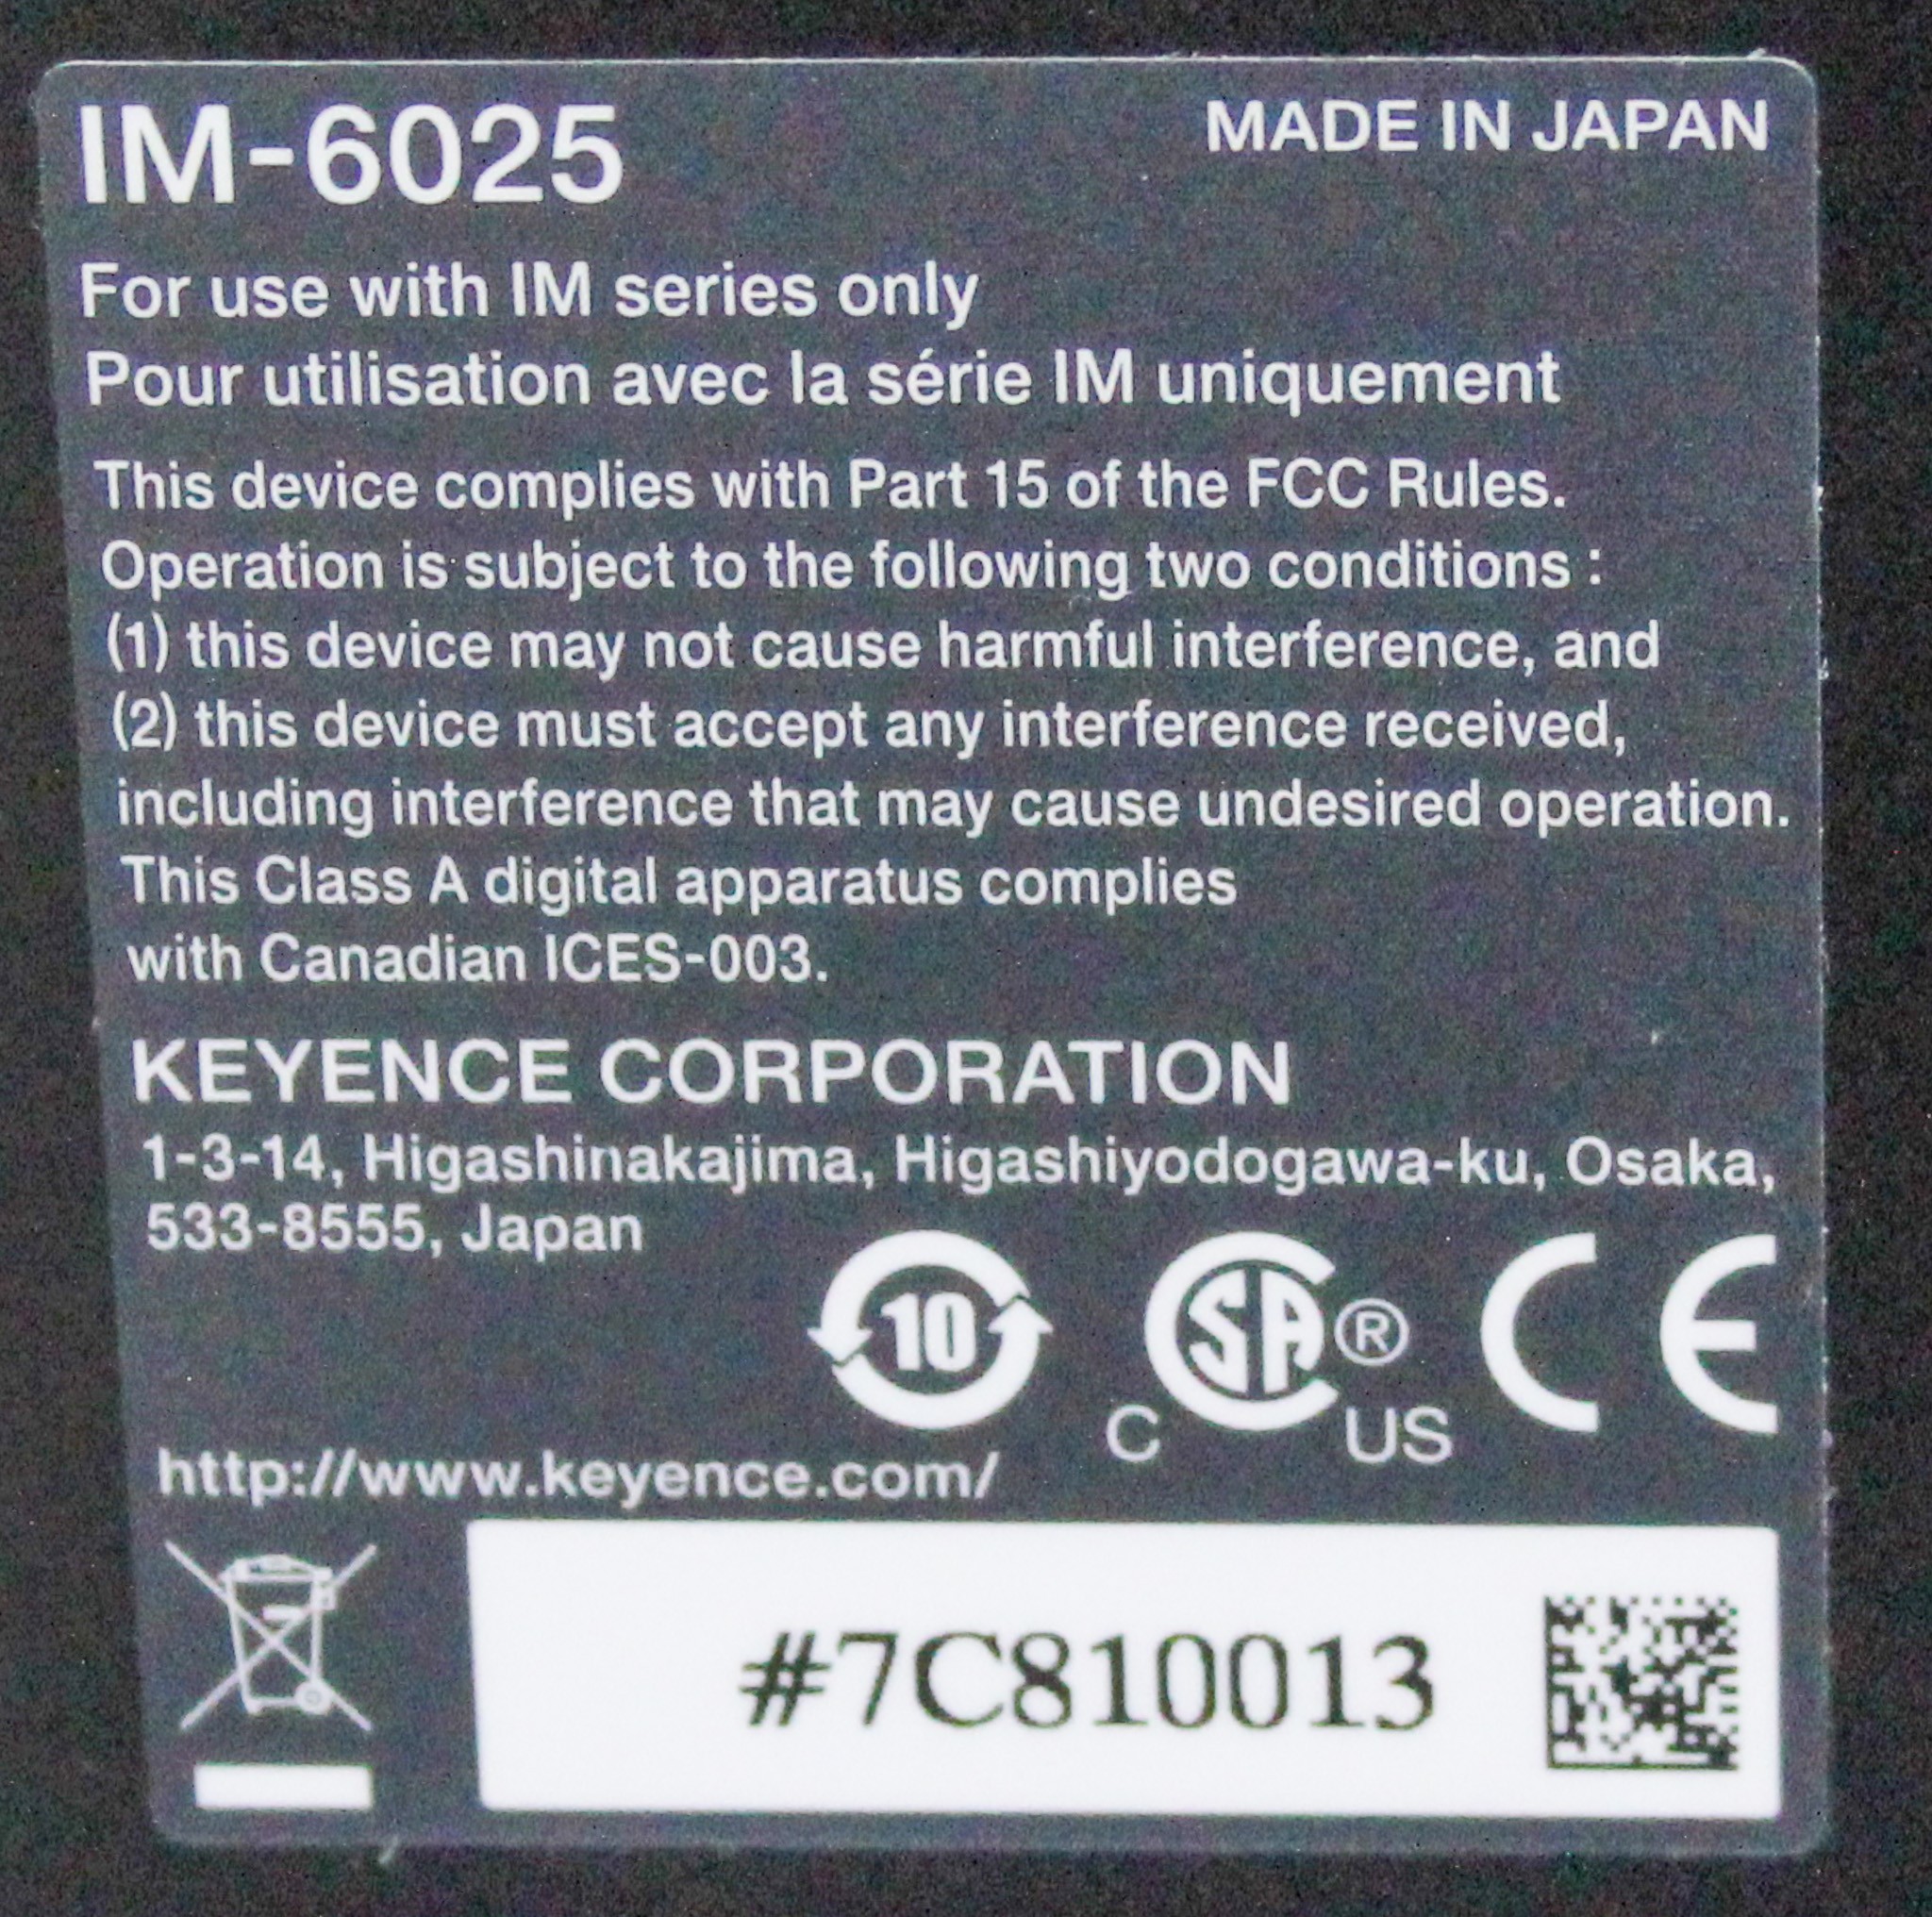 IM-6025
MADE IN JAPAN
For use with IM series only
Pour utilisation avec la série IM uniquement
This device complies with Part 15 of the FCC Rules.
Operation is subject to the following two conditions :
(1) this device may not cause harmful interference, and
(2) this device must accept any interference received,
including interference that may cause undesired operation.
This Class A digital apparatus complies
with Canadian ICES-003.
KEYENCE CORPORATION
1-3-14, Higashinakajima, Higashiyodogawa-ku, Osaka,
533-8555, Japan
10
C SA ® US
CE
http://www.keyence.com/
#7C810013